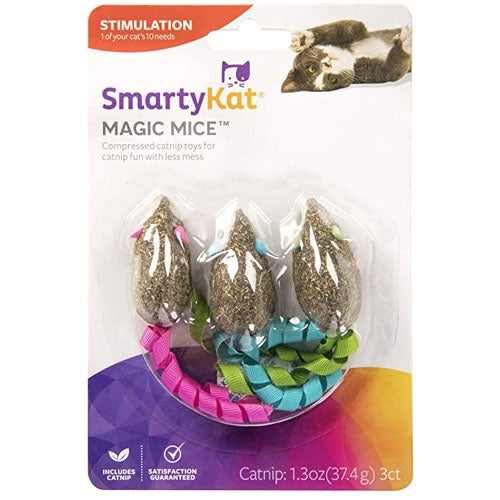 STIMULATION
1 of your cat's 10 needs
SmartyKat®
MAGIC MICE™
Compressed catnip toys for
catnip fun with less mess
INCLUDES
CATNIP
SATISFACTION
GUARANTEED
Catnip: 1.3oz(37.4g) 3ct